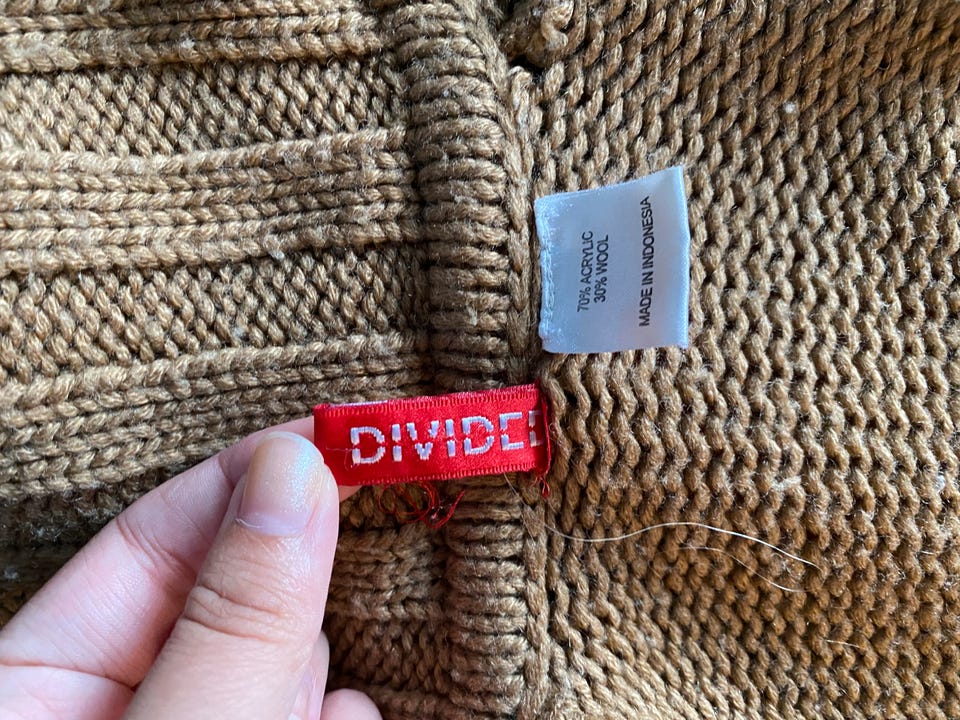 70% ACRYLIC
30% WOOL
MADE IN INDONESIA
DIVIDED